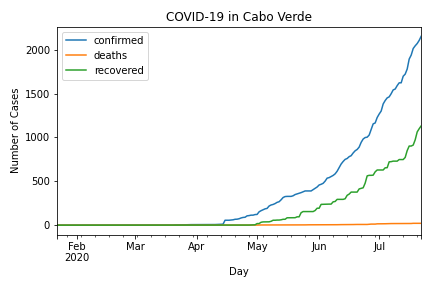 COVID-19 in Cabo Verde
confirmed
deaths
recovered
Number of Cases
2000
1500
1000
500
0
Feb Mar Apr May Jun Jul
2020
Day